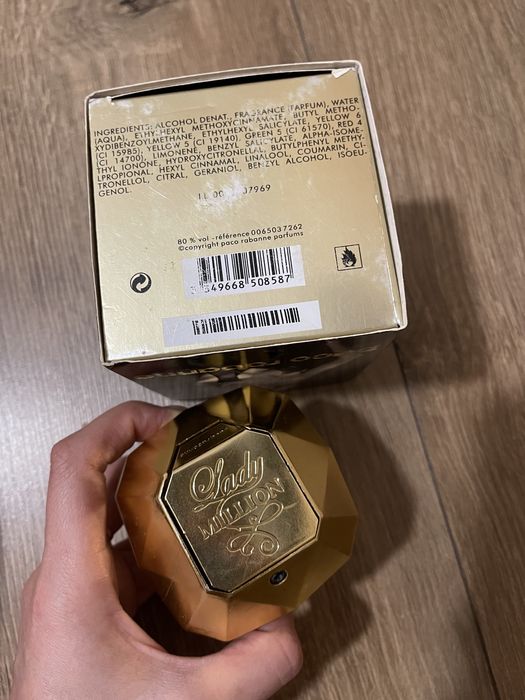 INGREDIENTS: ALCOHOL DENAT., FRAGRANCE (PARFUM), WATER
(AQUA), ETHYLHEXYL METHOXYCINNAMATE, BUTYL METHO-
XYDIBENZOYLMETHANE, ETHYLHEXYL SALICYLATE, YELLOW 6
(CI 15985), YELLOW 5 (CI 19140), GREEN 5 (CI 61570), RED 4
(CI 14700), LIMONENE, BENZYL SALICYLATE, ALPHA-ISOME-
THYL IONONE, HYDROXYCITRONELLAL, BUTYLPHENYL METHY-
LPROPIONAL, HEXYL CINNAMAL, LINALOOL, COUMARIN, CI-
TRONELLOL, CITRAL, GERANIOL, BENZYL ALCOHOL, ISOEU-
GENOL.
80 % vol - référence 0065037262
©copyright paco rabanne parfums
49668 508587
Lady
MILLION